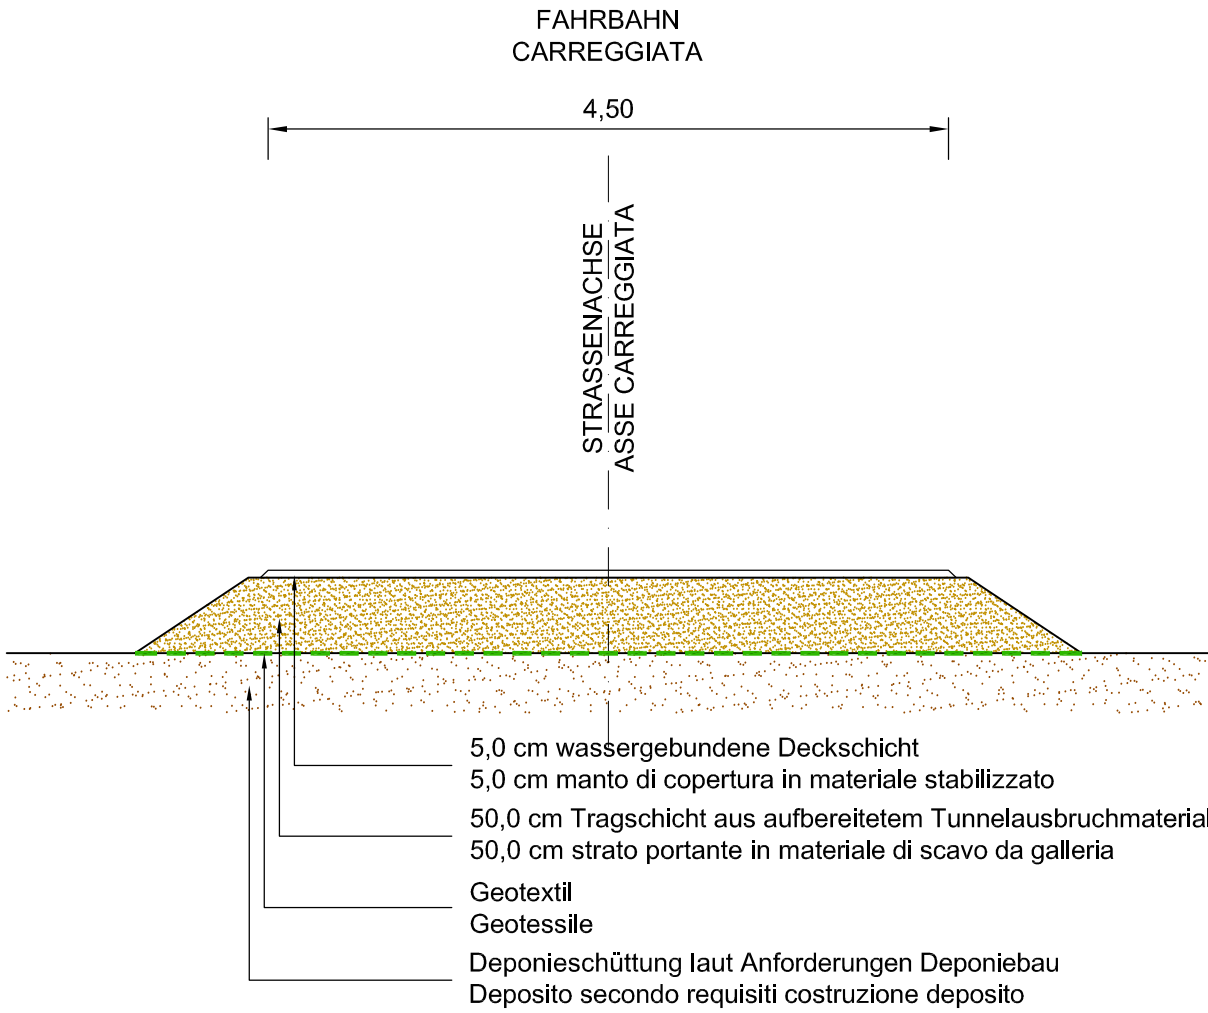 FAHRBAHN
CARREGGIATA
4,50
STRASSENACHSE
ASSE CARREGGIATA
5,0 cm wassergebundene Deckschicht
5,0 cm manto di copertura in materiale stabilizzato
50,0 cm Tragschicht aus aufbereitetem Tunnelausbruchmaterial
50,0 cm strato portante in materiale di scavo da galleria
Geotextil
Geotessile
Deponieschüttung laut Anforderungen Deponiebau
Deposito secondo requisiti costruzione deposito